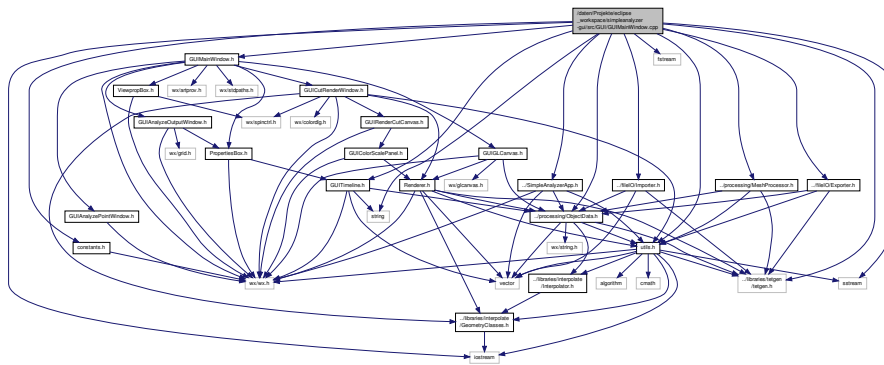 /daten/Projekte/eclipse
_workspace/simpleanalyzer
-gui/src/GUI/GUIMainWindow.cpp
GUIMainWindow.h
fstream
ViewpropBox.h
wx/artprov.h
wx/stdpaths.h
GUICutRenderWindow.h
GUIAnalyzeOutputWindow.h
wx/spinctrl.h
wx/colordlg.h
GUIRenderCutCanvas.h
wx/grid.h
PropertiesBox.h
GUIColorScalePanel.h
GUIGLCanvas.h
GUITimeline.h
Renderer.h
wx/glcanvas.h
../SimpleAnalyzerApp.h
../fileIO/Importer.h
../processing/MeshProcessor.h
../fileIO/Exporter.h
GUIAnalyzePointWindow.h
string
../processing/ObjectData.h
constants.h
wx/string.h
utils.h
wx/wx.h
vector
../libraries/interpolate
/Interpolator.h
algorithm
cmath
../libraries/tetgen
/tetgen.h
sstream
../libraries/interpolate
/GeometryClasses.h
iostream